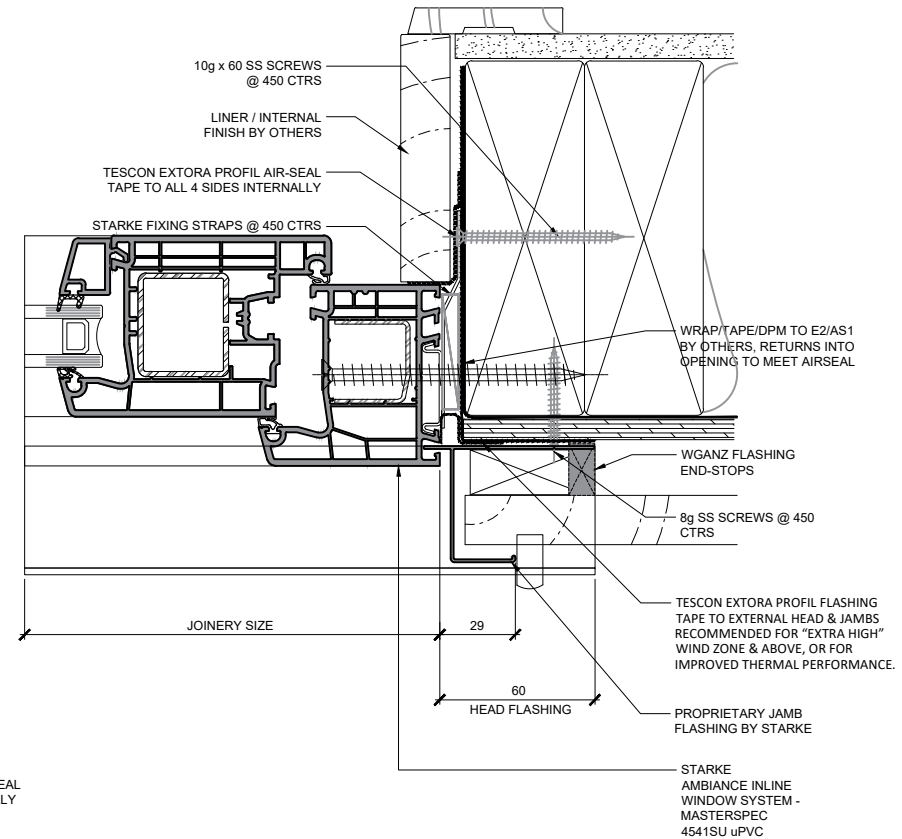 10g x 60 SS SCREWS
@ 450 CTRS
LINER / INTERNAL
FINISH BY OTHERS
TESCON EXTORA PROFIL AIR-SEAL
TAPE TO ALL 4 SIDES INTERNALLY
STARKE FIXING STRAPS @ 450 CTRS
WRAP/TAPE/DPM TO E2/AS1
BY OTHERS, RETURNS INTO
OPENING TO MEET AIRSEAL
WGANZ FLASHING
END-STOPS
8g SS SCREWS @ 450
CTRS
TESCON EXTORA PROFIL FLASHING
TAPE TO EXTERNAL HEAD & JAMBS
RECOMMENDED FOR “EXTRA HIGH”
WIND ZONE & ABOVE, OR FOR
IMPROVED THERMAL PERFORMANCE.
JOINERY SIZE
29
60
HEAD FLASHING
PROPRIETARY JAMB
FLASHING BY STARKE
STARKE
AMBIANCE INLINE
WINDOW SYSTEM -
MASTERSPEC
4541SU uPVC
EAL
LY